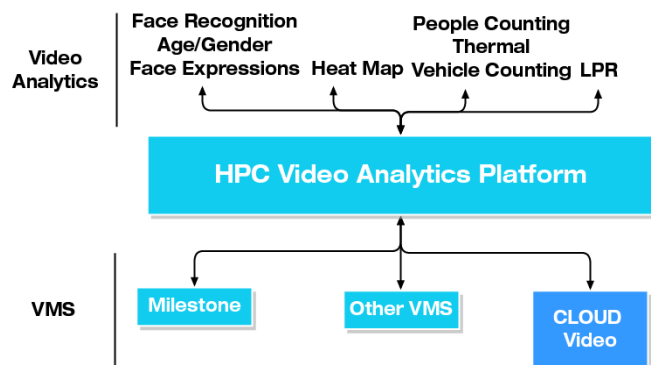 Video
Analytics
Face Recognition
Age/Gender
Face Expressions
Heat Map
People Counting
Thermal
Vehicle Counting
LPR
HPC Video Analytics Platform
VMS
Milestone
Other VMS
CLOUD
Video